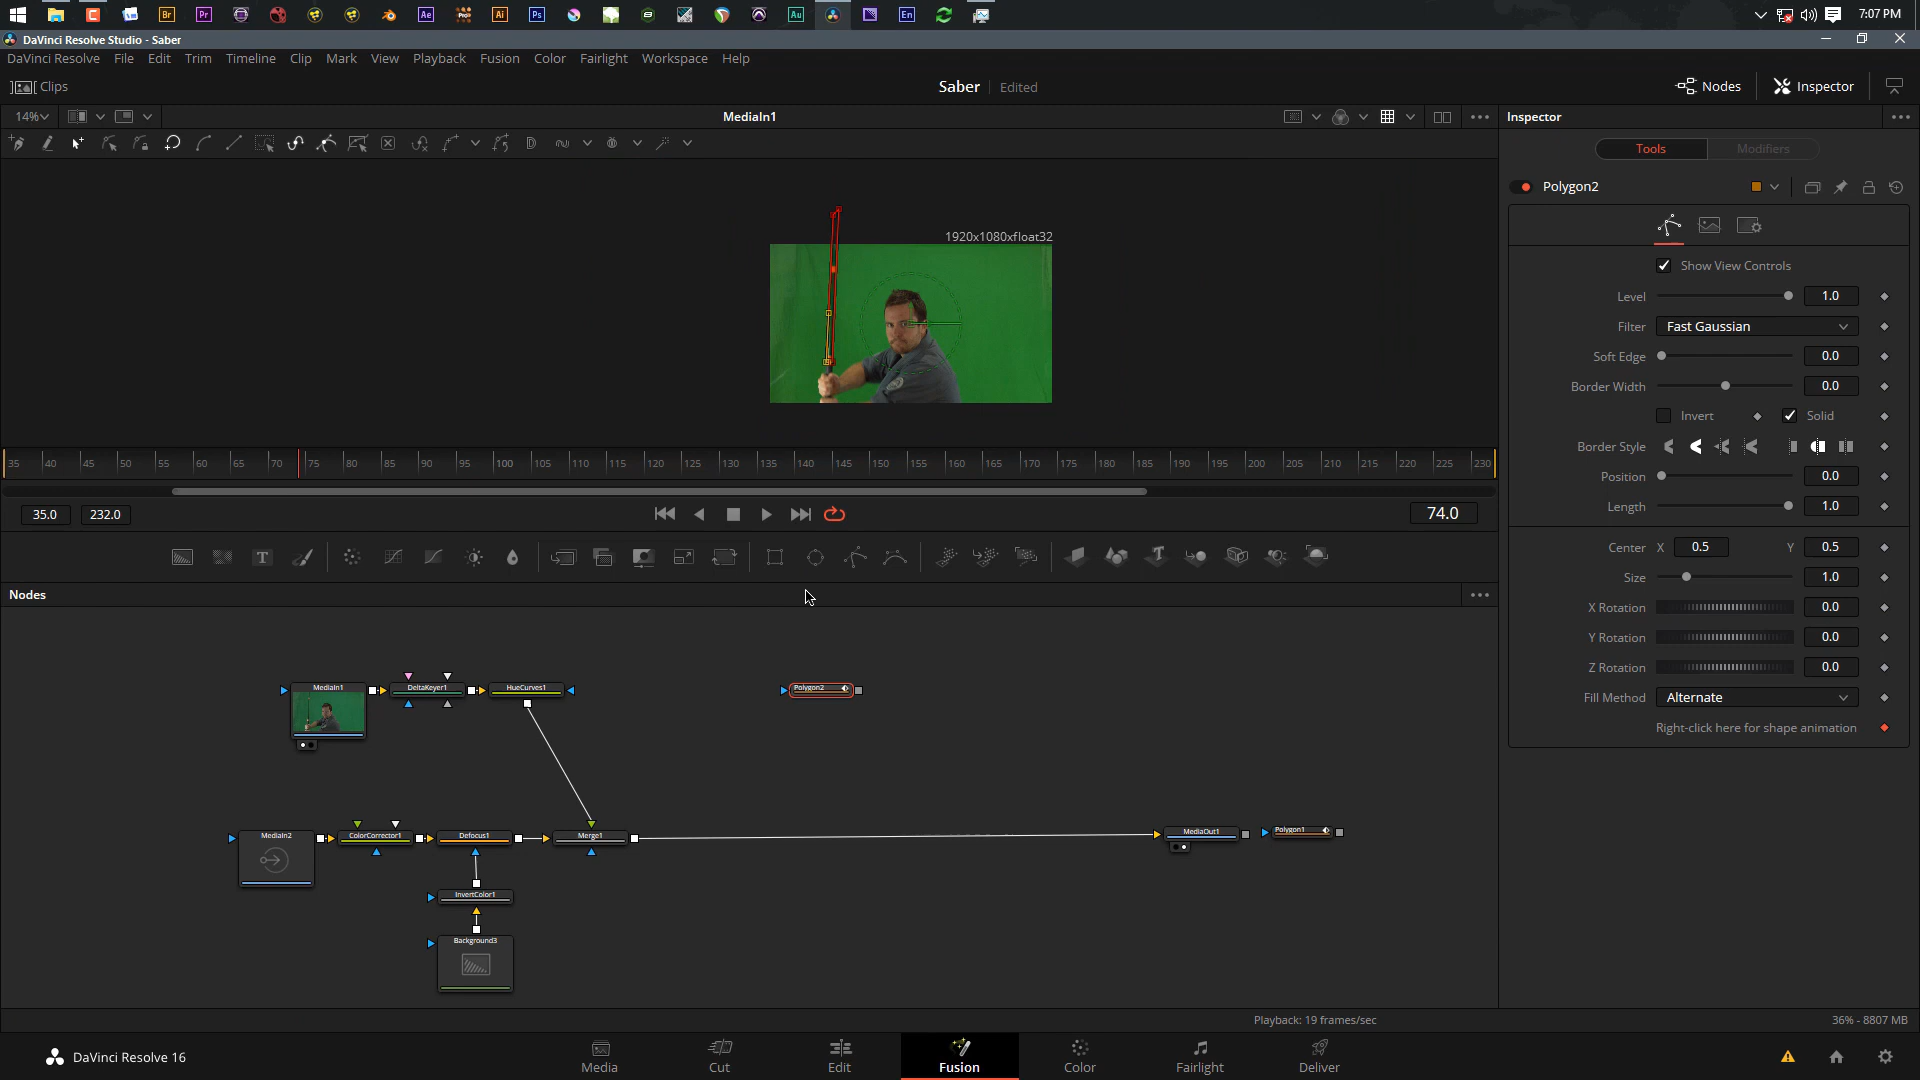 Br
Pr
Ae
Ai
Ps
Au
En
7:07 PM
DaVinci Resolve Studio - Saber
DaVinci Resolve File Edit Trim Timeline Clip Mark View Playback Fusion Color Fairlight Workspace Help
Clips
Saber Edited
Nodes
Inspector
14%
MediaIn1
Inspector
Tools Modifiers
Polygon2
1920x1080xfloat32
Show View Controls
Level 1.0
Filter Fast Gaussian
Soft Edge 0.0
Border Width 0.0
Invert Solid
Border Style
Position 0.0
Length 1.0
Center X 0.5 Y 0.5
Size 1.0
X Rotation 0.0
Y Rotation 0.0
Z Rotation 0.0
Fill Method Alternate
Right-click here for shape animation
35 40 45 50 55 60 65 70 75 80 85 90 95 100 105 110 115 120 125 130 135 140 145 150 155 160 165 170 175 180 185 190 195 200 205 210 215 220 225 230
35.0 232.0 74.0
T
Nodes
MediaIn1 DeltaKeyer1 HueCurves1 Polygon2
MediaIn2 ColorCorrector1 Defocus1 Merge1 MediaOut1 Polygon1
InvertColor1
Background3
Playback: 19 frames/sec 36% - 8807 MB
DaVinci Resolve 16
Media Cut Edit Fusion Color Fairlight Deliver